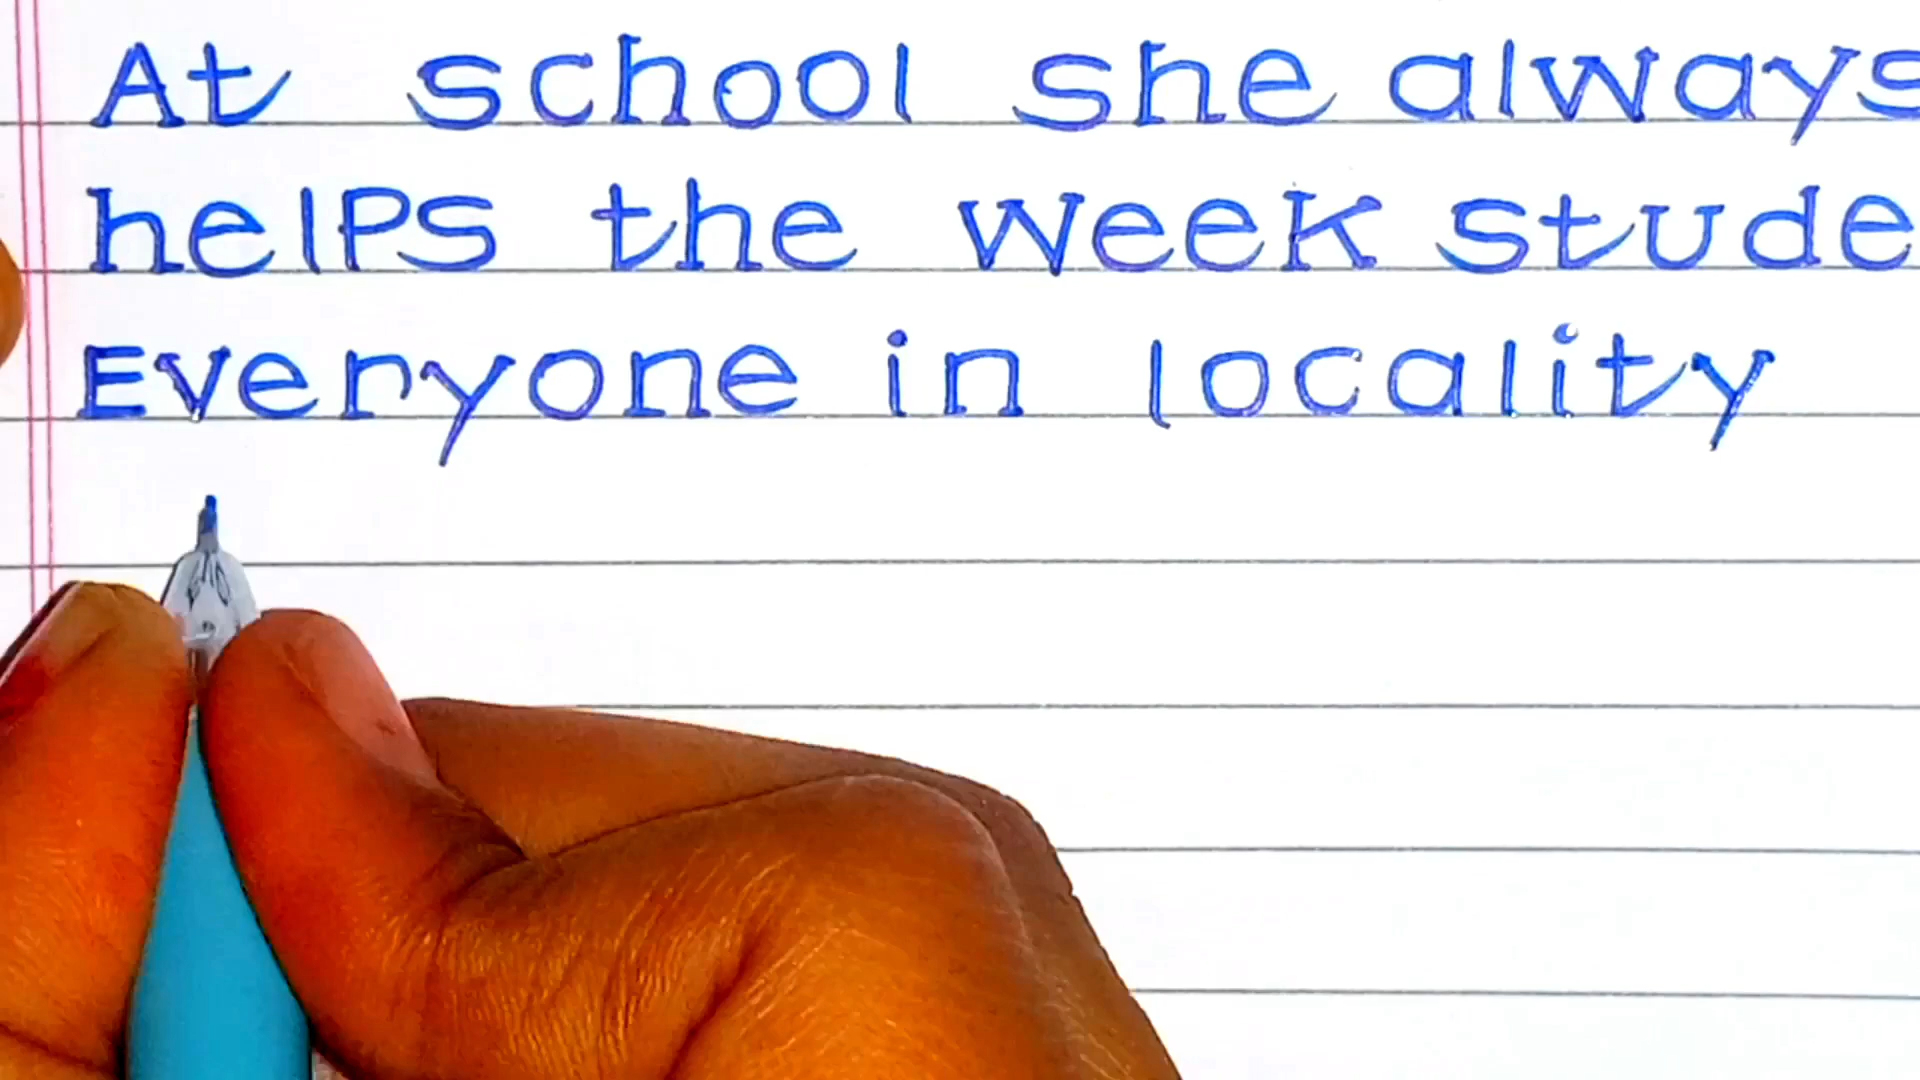 At school she always
helps the week stude
Everyone in locality